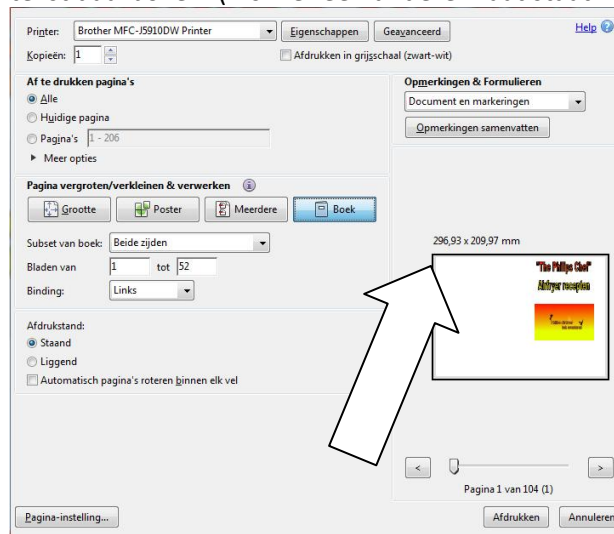 Printer: Brother MFC-J5910DW Printer Eigenschappen Geavanceerd Help
Kopieën: 1 Afdrukken in grijsschaal (zwart-wit)
Af te drukken pagina's
Alle
Huidige pagina
Pagina's 1 - 206
Meer opties
Opmerkingen & Formulieren
Document en markeringen
Opmerkingen samenvatten
Pagina vergroten/verkleinen & verwerken
Grootte Poster Meerdere Boek
Subset van boek: Beide zijden
Bladen van 1 tot 52
Binding: Links
Afdrukstand:
Staand
Liggend
Automatisch pagina's roteren binnen elk vel
296,93 x 209,97 mm
"The Philips Chef"
Airfryer recepten
< >
Pagina 1 van 104 (1)
Pagina-instelling... Afdrukken Annuleren